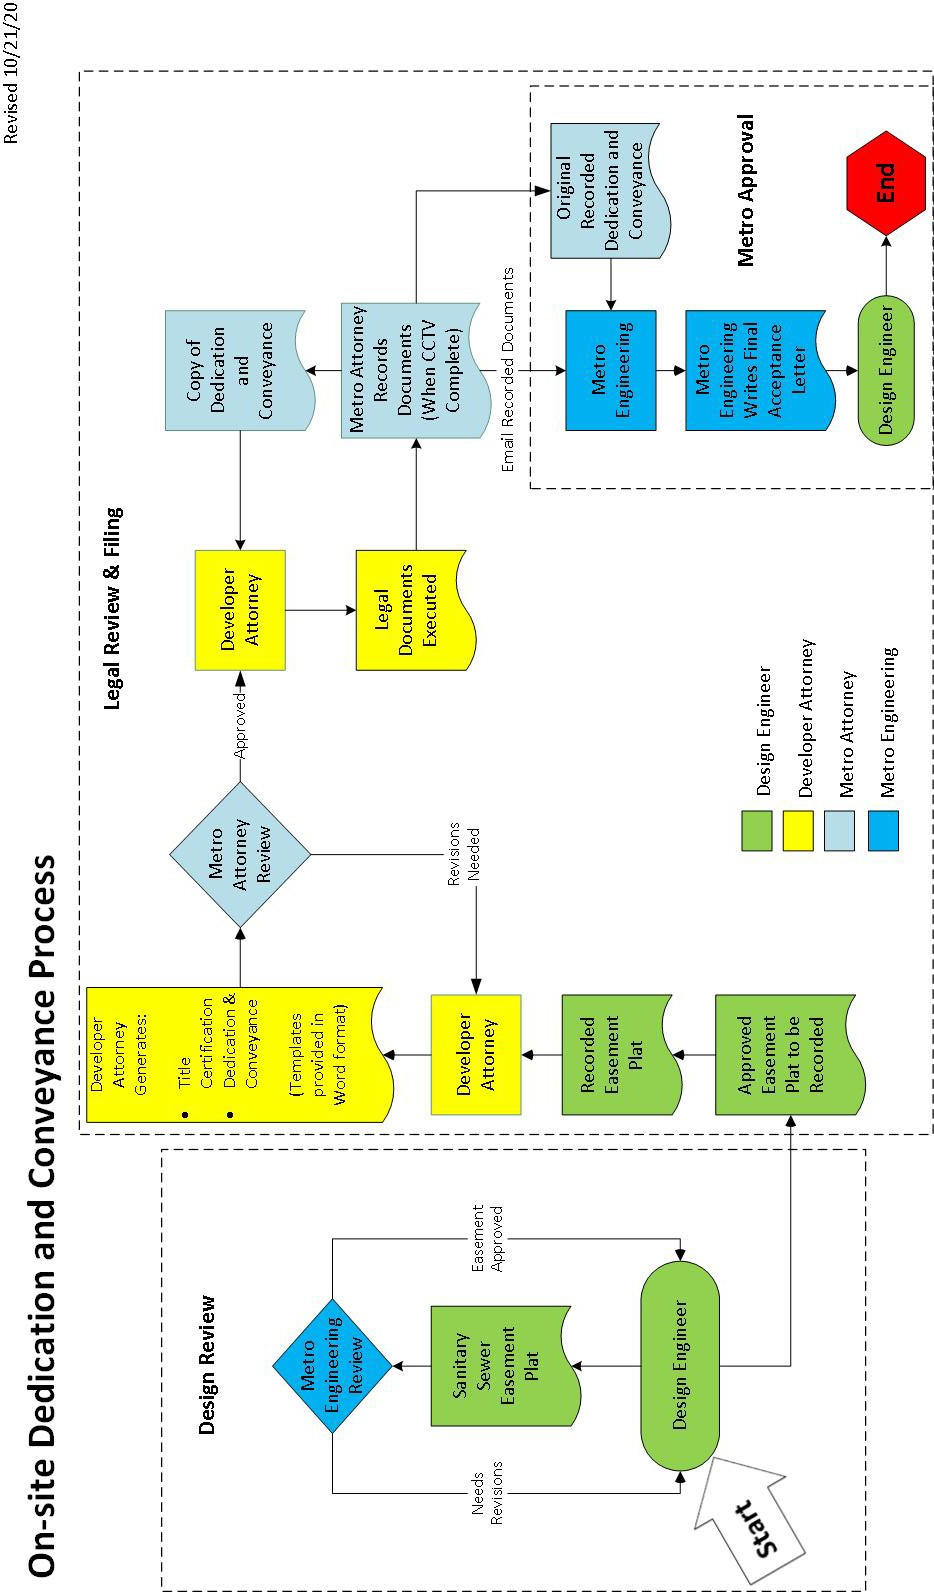 Revised 10/21/20
On-site Dedication and Conveyance Process
Design Review
Start
Design Engineer
Sanitary
Sewer
Easement
Plat
Metro
Engineering
Review
Needs
Revisions
Easement
Approved
Legal Review & Filing
Approved
Easement
Plat to be
Recorded
Recorded
Easement
Plat
Developer
Attorney
Developer
Attorney
Generates:
• Title
Certification
• Dedication &
Conveyance
(Templates
provided in
Word format)
Metro
Attorney
Review
Revisions
Needed
Approved
Developer
Attorney
Legal
Documents
Executed
Metro Attorney
Records
Documents
(When CCTV
Complete)
Copy of
Dedication
and
Conveyance
Email Recorded Documents
Original
Recorded
Dedication and
Conveyance
Metro Approval
Metro
Engineering
Metro
Engineering
Writes Final
Acceptance
Letter
Design Engineer
End
Design Engineer
Developer Attorney
Metro Attorney
Metro Engineering